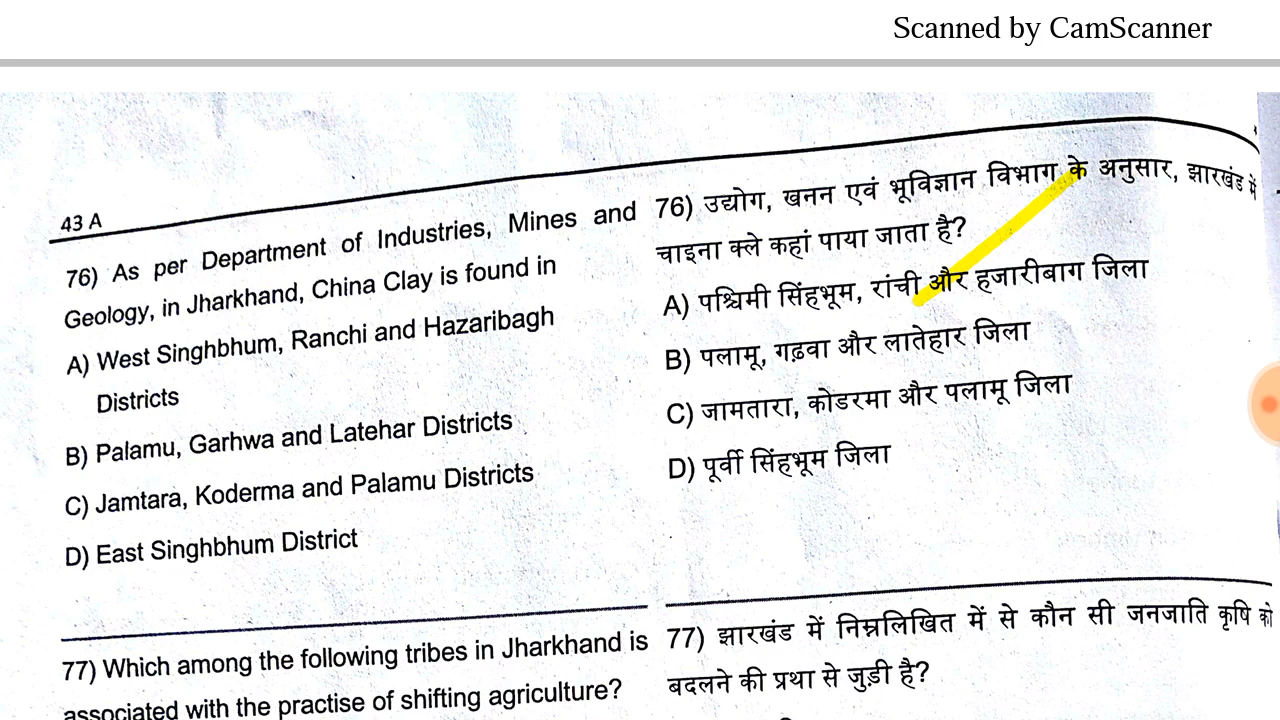 Scanned by CamScanner
43 A
76) As per Department of Industries, Mines and
Geology, in Jharkhand, China Clay is found in
A) West Singhbhum, Ranchi and Hazaribagh
Districts
B) Palamu, Garhwa and Latehar Districts
C) Jamtara, Koderma and Palamu Districts
D) East Singhbhum District
77) Which among the following tribes in Jharkhand is
associated with the practise of shifting agriculture?
76) उद्योग, खनन एवं भूविज्ञान विभाग के अनुसार, झारखंड में
चाइना क्ले कहां पाया जाता है?
A) पश्चिमी सिंहभूम, रांची और हजारीबाग जिला
B) पलामू, गढ़वा और लातेहार जिला
C) जामतारा, कोडरमा और पलामू जिला
D) पूर्वी सिंहभूम जिला
77) झारखंड में निम्नलिखित में से कौन सी जनजाति कृषि को
बदलने की प्रथा से जुड़ी है?